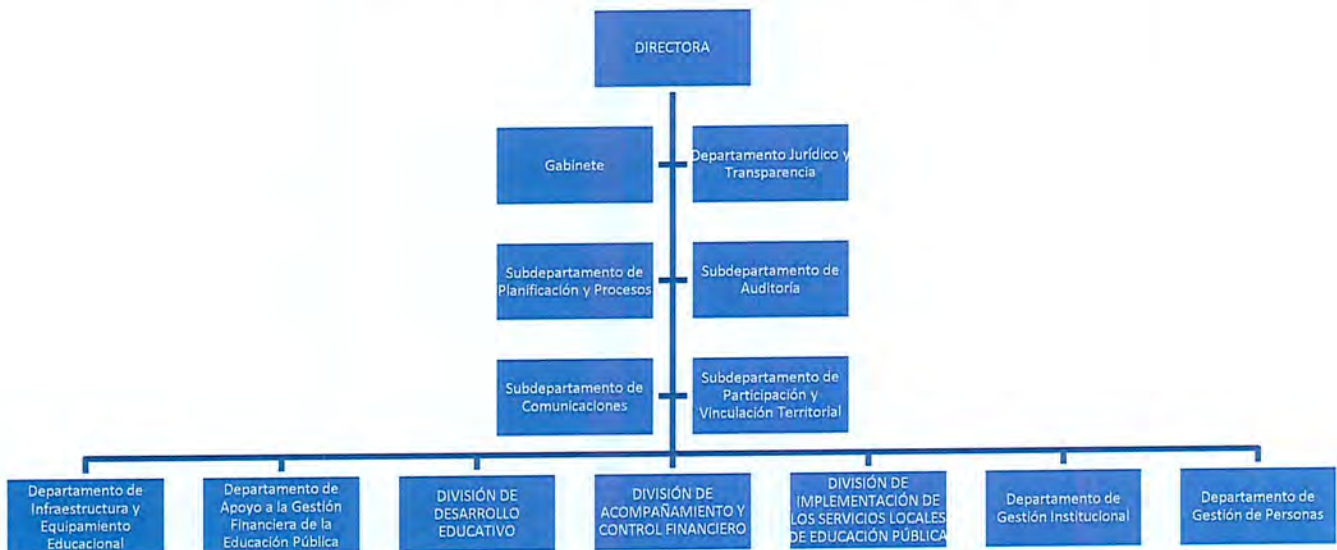 DIRECTORA
Gabinete
Departamento Jurídico y
Transparencia
Subdepartamento de
Planificación y Procesos
Subdepartamento de
Auditoría
Subdepartamento de
Comunicaciones
Subdepartamento de
Participación y
Vinculación Territorial
Departamento de
Infraestructura y
Equipamiento
Educacional
Departamento de
Apoyo a la Gestión
Financiera de la
Educación Pública
DIVISIÓN DE
DESARROLLO
EDUCATIVO
DIVISIÓN DE
ACOMPAÑAMIENTO Y
CONTROL FINANCIERO
DIVISIÓN DE
IMPLEMENTACIÓN DE
LOS SERVICIOS LOCALES
DE EDUCACIÓN PÚBLICA
Departamento de
Gestión Institucional
Departamento de
Gestión de Personas